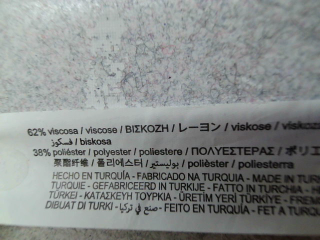 62% viscosa / viscose / ΒΙΣΚΟΖΗ / レーヨン / viskose / viskoza
/ فسكوز / biskosa
38% poliéster / polyester / poliestere / ΠΟΛΥΕΣΤΕΡΑΣ / ポリエ
聚酯纤维 / 폴리에스터 / بوليستير / polièster / poliesterra
HECHO EN TURQUÍA - FABRICADO NA TURQUIA - MADE IN TURK
TURQUIE - GEFABRICEERD IN TURKIJE - FATTO IN TURCHIA - H
TÜRKEI - ΚΑΤΑΣΚΕΥΗ ΤΟΥΡΚΙΑ - ÜRETİM YERİ TÜRKİYE - FREM
DIBUAT DI TURKI - صنع في تركيا - FEITO EN TURQUÍA - FET A TURQ